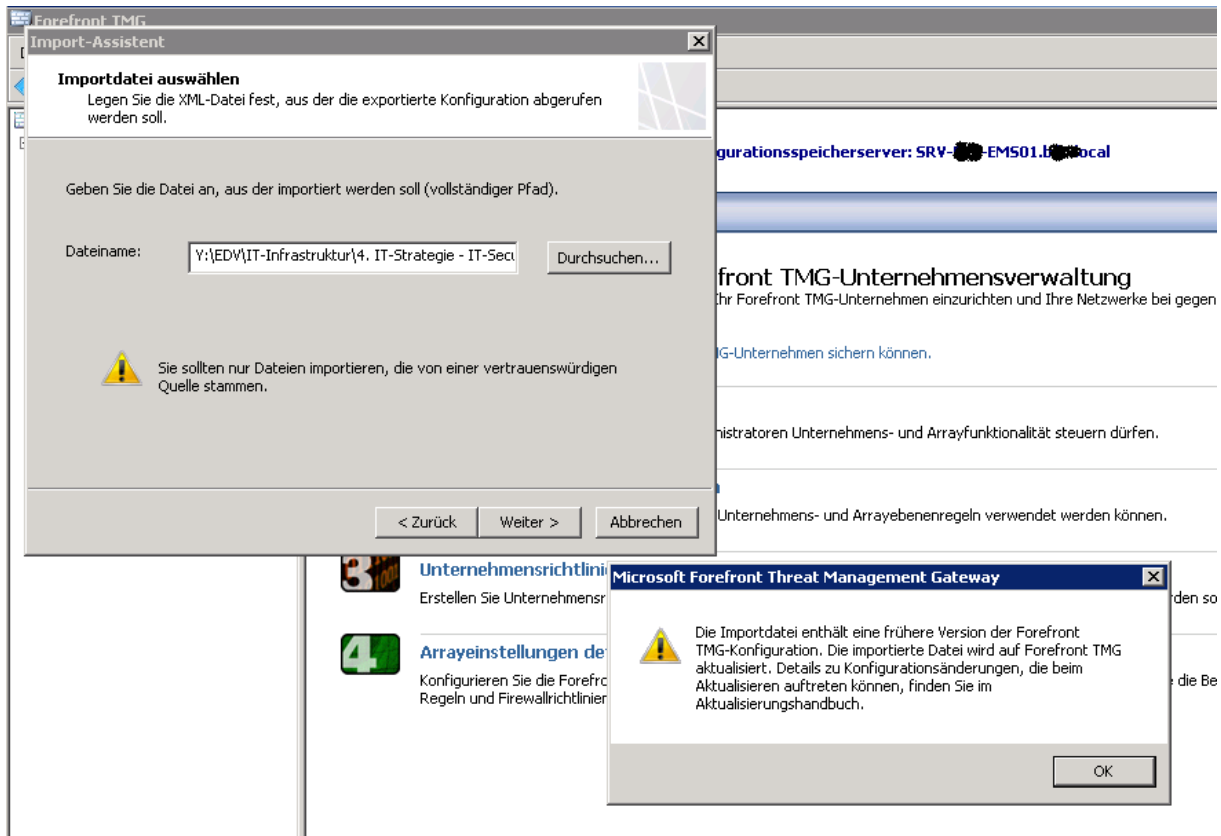 Forefront TMG
Import-Assistent
Importdatei auswählen
Legen Sie die XML-Datei fest, aus der die exportierte Konfiguration abgerufen
werden soll.
Geben Sie die Datei an, aus der importiert werden soll (vollständiger Pfad).
Dateiname:
Y:\EDV\IT-Infrastruktur\4. IT-Strategie - IT-Secu
Durchsuchen...
Sie sollten nur Dateien importieren, die von einer vertrauenswürdigen
Quelle stammen.
< Zurück
Weiter >
Abbrechen
gurationsspeicherserver: SRV- -EMS01.b ocal
front TMG-Unternehmensverwaltung
Ihr Forefront TMG-Unternehmen einzurichten und Ihre Netzwerke bei gegen
MG-Unternehmen sichern können.
nistratoren Unternehmens- und Arrayfunktionalität steuern dürfen.
Unternehmens- und Arrayebenenregeln verwendet werden können.
3
Unternehmensrichtlini
Erstellen Sie Unternehmensr
rden so
4
Arrayeinstellungen de
Konfigurieren Sie die Forefro
die Be
Regeln und Firewallrichtlinien
Microsoft Forefront Threat Management Gateway
Die Importdatei enthält eine frühere Version der Forefront
TMG-Konfiguration. Die importierte Datei wird auf Forefront TMG
aktualisiert. Details zu Konfigurationsänderungen, die beim
Aktualisieren auftreten können, finden Sie im
Aktualisierungshandbuch.
OK